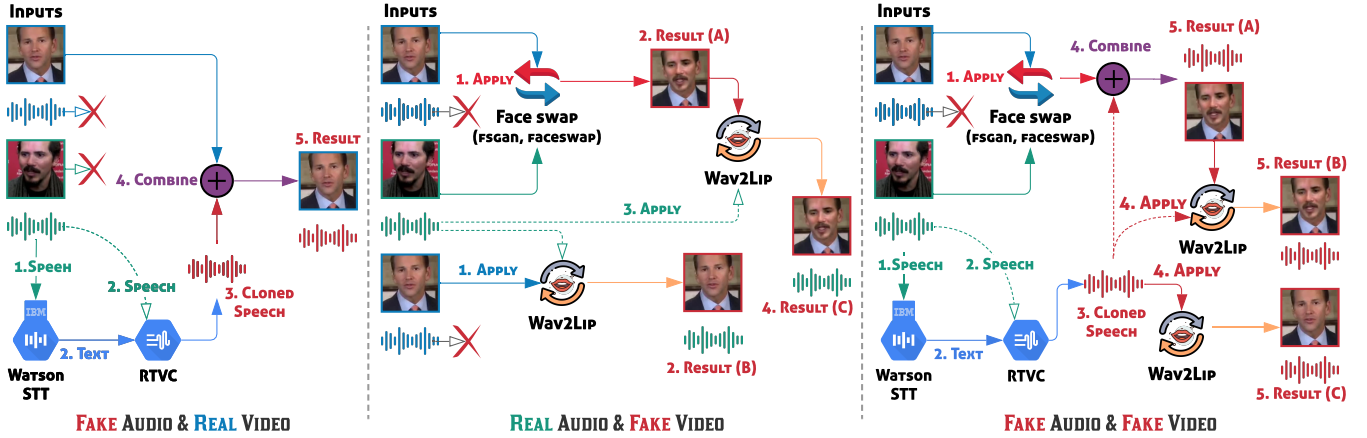 Inputs
5. Result
4. Combine
1.Speeh
2. Speech
3. Cloned
Speech
IBM
2. Text
Watson
STT
RTVC
Fake Audio & Real Video
Inputs
2. Result (A)
1. Apply
Face swap
(fsgan, faceswap)
Wav2Lip
3. Apply
1. Apply
Wav2Lip
4. Result (C)
2. Result (B)
Real Audio & Fake Video
Inputs
5. Result (A)
4. Combine
1. Apply
Face swap
(fsgan, faceswap)
5. Result (B)
4. Apply
Wav2Lip
1.Speech
2. Speech
4. Apply
3. Cloned
Speech
IBM
2. Text
Wav2Lip
Watson
STT
RTVC
5. Result (C)
Fake Audio & Fake Video